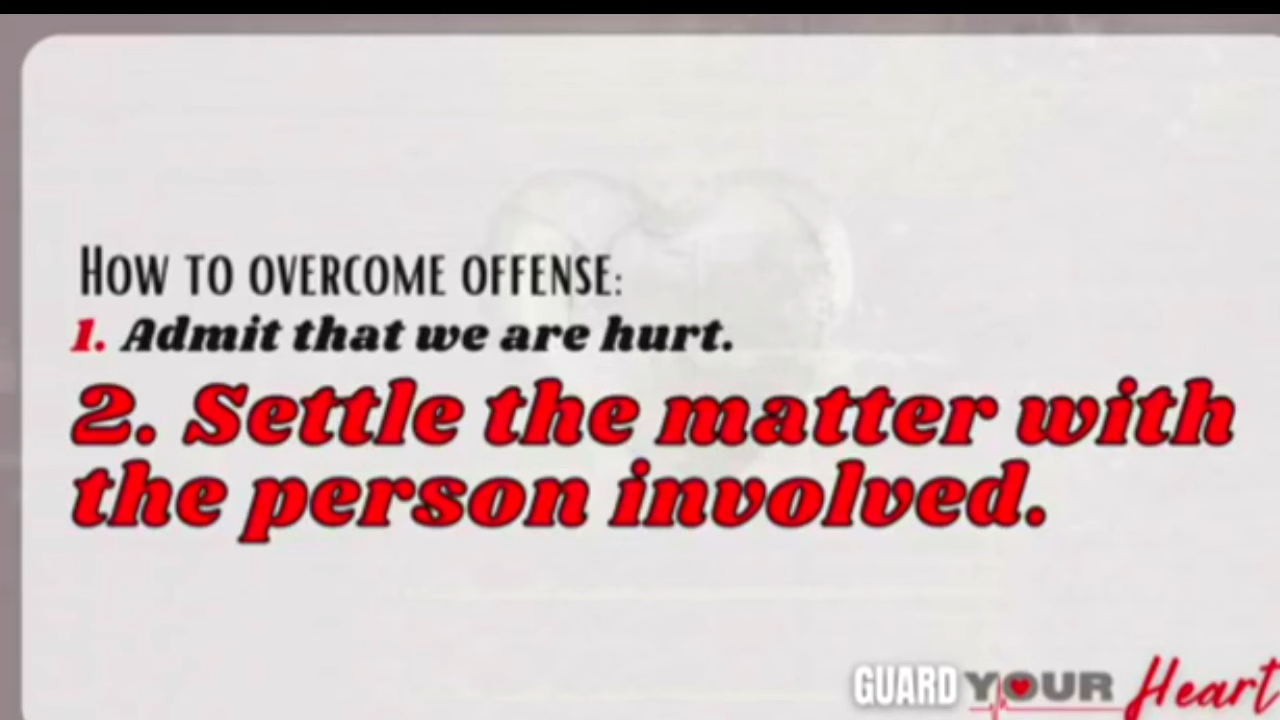 HOW TO OVERCOME OFFENSE:
1. Admit that we are hurt.
2. Settle the matter with
the person involved.
GUARD YOUR Heart